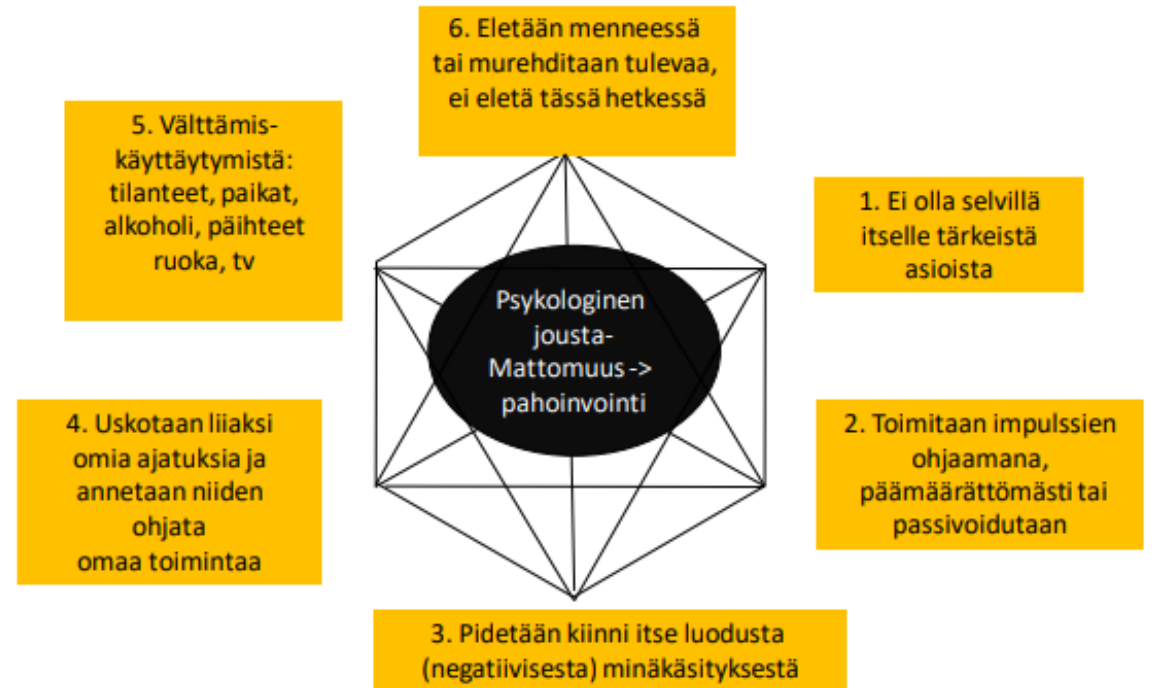 6. Eletään menneessä
tai murehditaan tulevaa,
ei eletä tässä hetkessä
5. Välttämis-
käyttäytymistä:
tilanteet, paikat,
alkoholi, päihteet
ruoka, tv
1. Ei olla selvillä
itselle tärkeistä
asioista
Psykologinen
jousta-
Mattomuus ->
pahoinvointi
4. Uskotaan liiaksi
omia ajatuksia ja
annetaan niiden
ohjata
omaa toimintaa
2. Toimitaan impulssien
ohjaamana,
päämäärättömästi tai
passivoidutaan
3. Pidetään kiinni itse luodusta
(negatiivisesta) minäkäsityksestä